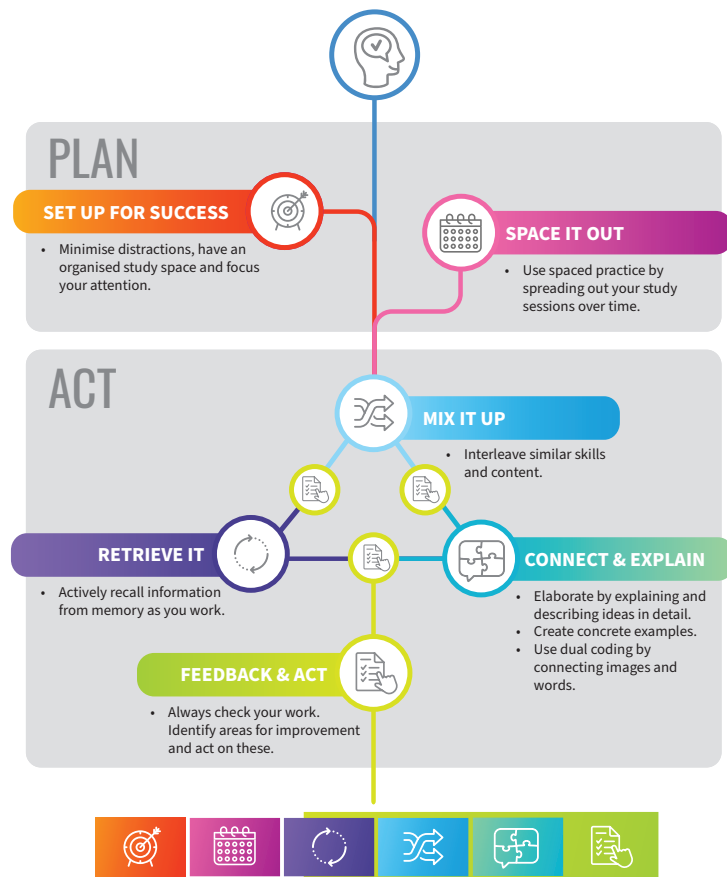 PLAN
SET UP FOR SUCCESS
• Minimise distractions, have an
organised study space and focus
your attention.
SPACE IT OUT
• Use spaced practice by
spreading out your study
sessions over time.
ACT
MIX IT UP
• Interleave similar skills
and content.
RETRIEVE IT
• Actively recall information
from memory as you work.
CONNECT & EXPLAIN
• Elaborate by explaining and
describing ideas in detail.
• Create concrete examples.
• Use dual coding by
connecting images and
words.
FEEDBACK & ACT
• Always check your work.
Identify areas for improvement
and act on these.